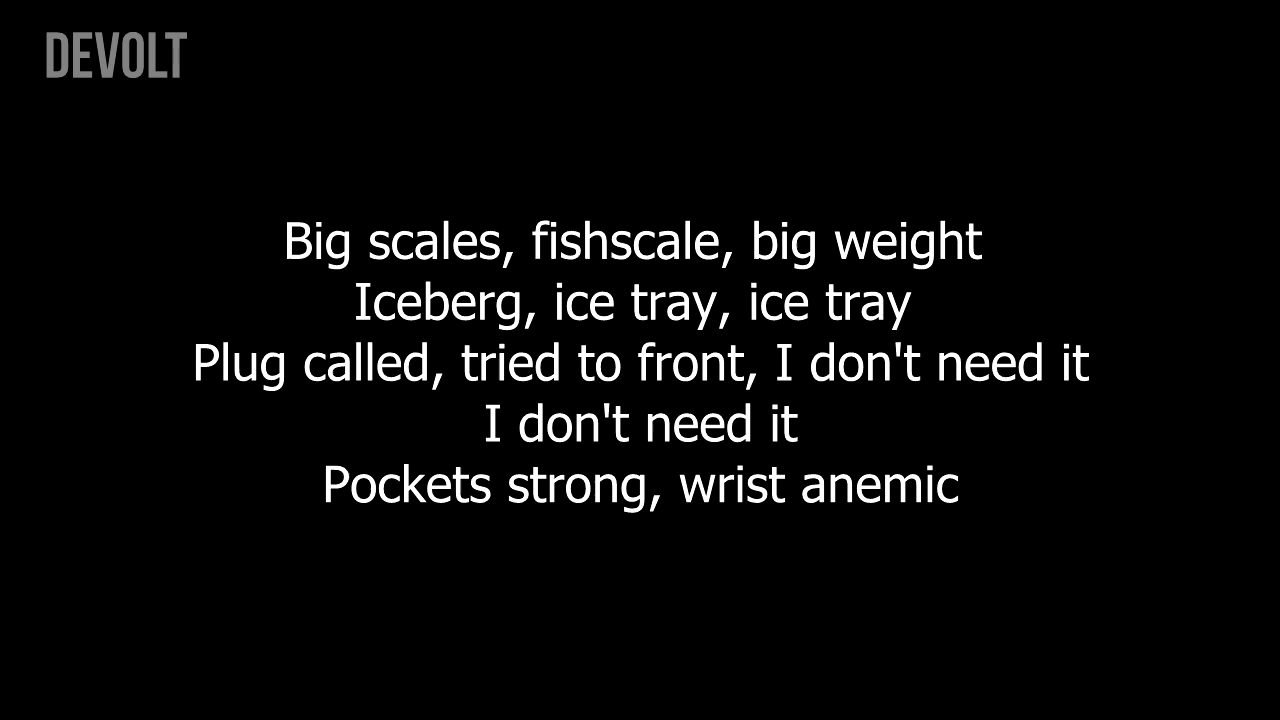 DEVOLT
Big scales, fishscale, big weight
Iceberg, ice tray, ice tray
Plug called, tried to front, I don't need it
I don't need it
Pockets strong, wrist anemic